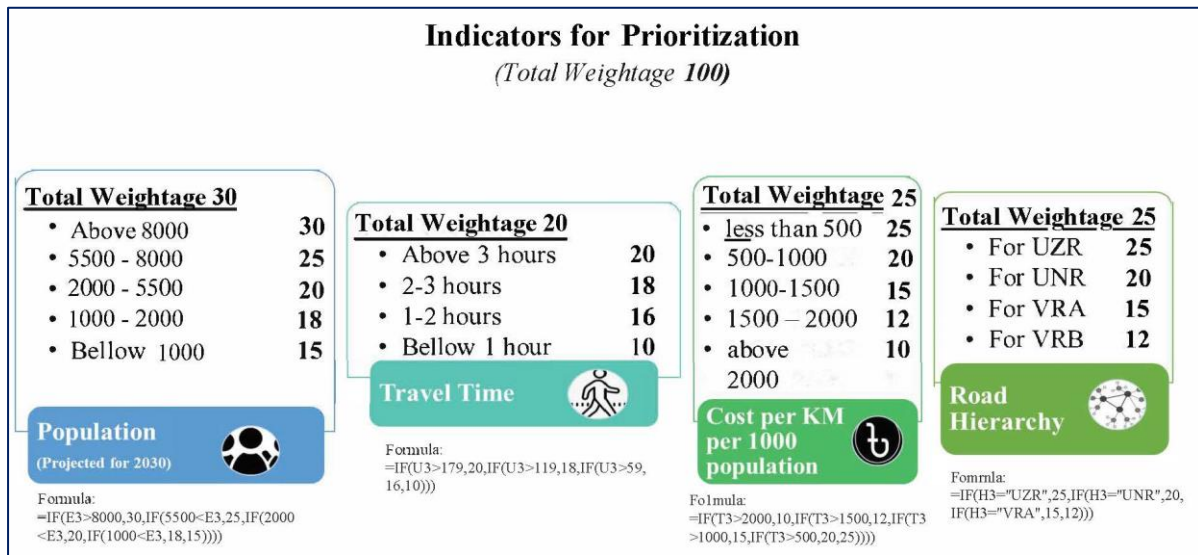 Indicators for Prioritization
(Total Weightage 100)
Total Weightage 30
• Above 8000 30
• 5500 - 8000 25
• 2000 - 5500 20
• 1000 - 2000 18
• Bellow 1000 15
Population
(Projected for 2030)
Formula:
=IF(E3>8000,30,IF(5500<E3,25,IF(2000
<E3,20,IF(1000<E3,18,15))))
Total Weightage 20
• Above 3 hours 20
• 2-3 hours 18
• 1-2 hours 16
• Bellow 1 hour 10
Travel Time
Formula:
=IF(U3>179,20,IF(U3>119,18,IF(U3>59,
16,10)))
Total Weightage 25
• less than 500 25
• 500-1000 20
• 1000-1500 15
• 1500 – 2000 12
• above 10
2000
Cost per KM
per 1000
population
৳
Fo1mula:
=IF(T3>2000,10,IF(T3>1500,12,IF(T3
>1000,15,IF(T3>500,20,25))))
Total Weightage 25
• For UZR 25
• For UNR 20
• For VRA 15
• For VRB 12
Road
Hierarchy
Fomrnla:
=IF(H3="UZR",25,IF(H3="UNR",20,
IF(H3="VRA",15,12)))